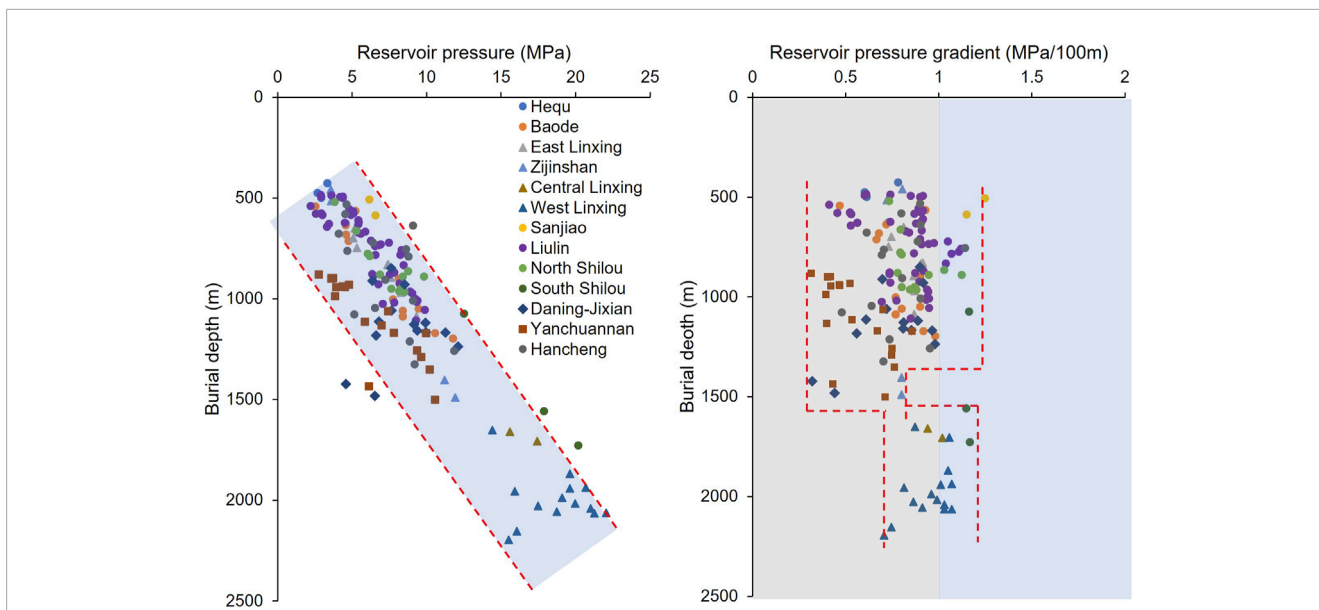 Reservoir pressure (MPa)
0 5 10 15 20 25
0
500
1000
1500
2000
2500
Burial depth (m)
Hequ
Baode
East Linxing
Zijinshan
Central Linxing
West Linxing
Sanjiao
Liulin
North Shilou
South Shilou
Daning-Jixian
Yanchuannan
Hancheng
Reservoir pressure gradient (MPa/100m)
0 0.5 1 1.5 2
0
500
1000
1500
2000
2500
Burial deoth (m)